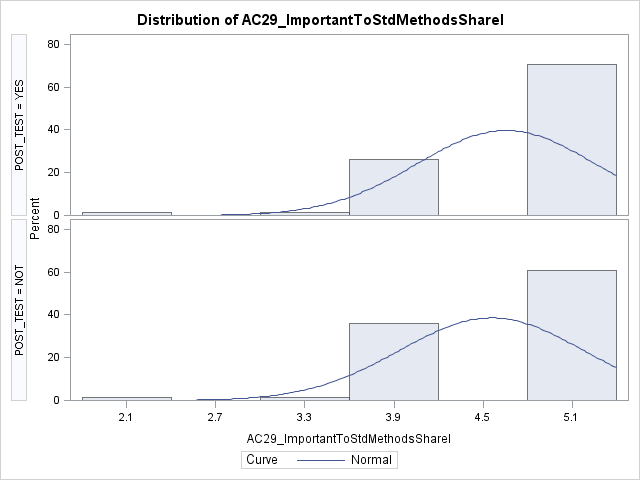 Distribution of AC29_ImportantToStdMethodsShareI
POST_TEST = YES
80
60
40
20
0
Percent
POST_TEST = NOT
80
60
40
20
0
2.1 2.7 3.3 3.9 4.5 5.1
AC29_ImportantToStdMethodsShareI
Curve Normal